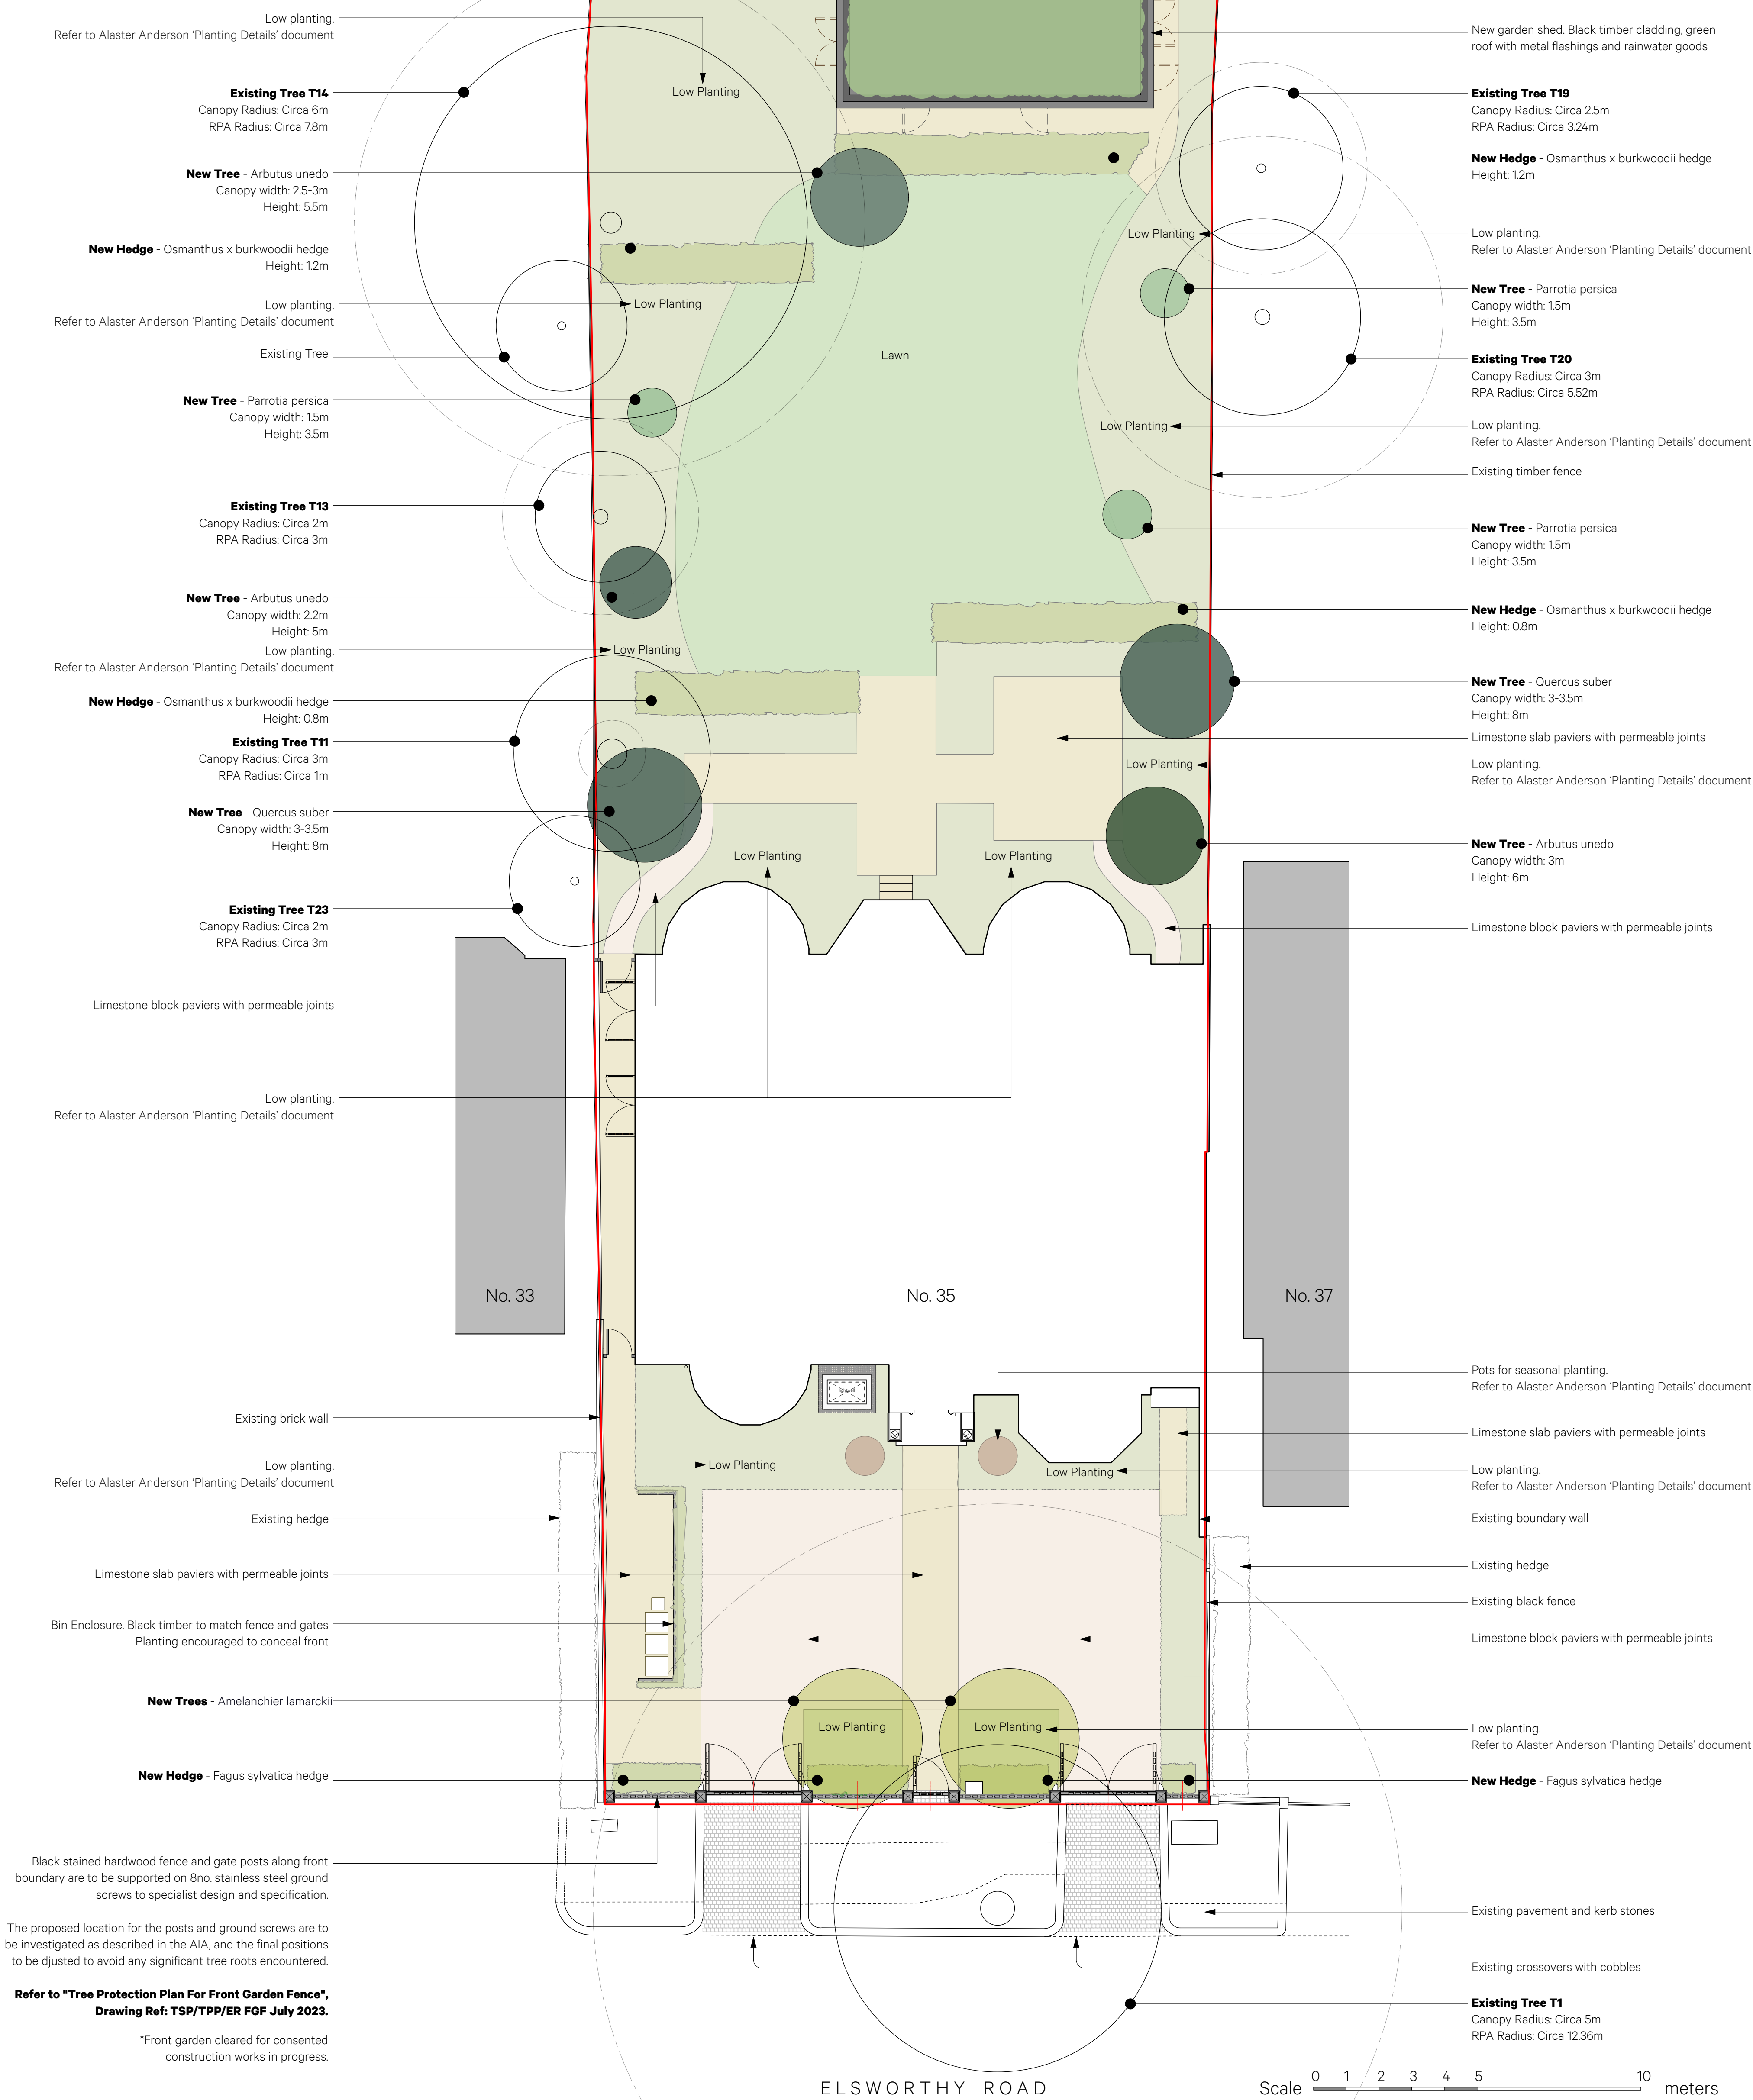 Low planting.
Refer to Alaster Anderson ‘Planting Details’ document
Existing Tree T14
Canopy Radius: Circa 6m
RPA Radius: Circa 7.8m
New Tree - Arbutus unedo
Canopy width: 2.5-3m
Height: 5.5m
New Hedge - Osmanthus x burkwoodii hedge
Height: 1.2m
Low planting.
Refer to Alaster Anderson ‘Planting Details’ document
Existing Tree
New Tree - Parrotia persica
Canopy width: 1.5m
Height: 3.5m
Existing Tree T13
Canopy Radius: Circa 2m
RPA Radius: Circa 3m
New Tree - Arbutus unedo
Canopy width: 2.2m
Height: 5m
Low planting.
Refer to Alaster Anderson ‘Planting Details’ document
New Hedge - Osmanthus x burkwoodii hedge
Height: 0.8m
Existing Tree T11
Canopy Radius: Circa 3m
RPA Radius: Circa 1m
New Tree - Quercus suber
Canopy width: 3-3.5m
Height: 8m
Existing Tree T23
Canopy Radius: Circa 2m
RPA Radius: Circa 3m
Limestone block paviers with permeable joints
Low planting.
Refer to Alaster Anderson ‘Planting Details’ document
Existing brick wall
Low planting.
Refer to Alaster Anderson ‘Planting Details’ document
Existing hedge
Limestone slab paviers with permeable joints
Bin Enclosure. Black timber to match fence and gates
Planting encouraged to conceal front
New Trees - Amelanchier lamarckii
New Hedge - Fagus sylvatica hedge
Black stained hardwood fence and gate posts along front
boundary are to be supported on 8no. stainless steel ground
screws to specialist design and specification.
The proposed location for the posts and ground screws are to
be investigated as described in the AIA, and the final positions
to be djusted to avoid any significant tree roots encountered.
Refer to "Tree Protection Plan For Front Garden Fence",
Drawing Ref: TSP/TPP/ER FGF July 2023.
*Front garden cleared for consented
construction works in progress.
Low Planting
Low Planting
Low Planting
Lawn
Low Planting
Low Planting
Low Planting
Low Planting
Low Planting
Low Planting
No. 33
No. 35
No. 37
Low Planting
Low Planting
Low Planting
Low Planting
ELSWORTHY ROAD
New garden shed. Black timber cladding, green
roof with metal flashings and rainwater goods
Existing Tree T19
Canopy Radius: Circa 2.5m
RPA Radius: Circa 3.24m
New Hedge - Osmanthus x burkwoodii hedge
Height: 1.2m
Low planting.
Refer to Alaster Anderson ‘Planting Details’ document
New Tree - Parrotia persica
Canopy width: 1.5m
Height: 3.5m
Existing Tree T20
Canopy Radius: Circa 3m
RPA Radius: Circa 5.52m
Low planting.
Refer to Alaster Anderson ‘Planting Details’ document
Existing timber fence
New Tree - Parrotia persica
Canopy width: 1.5m
Height: 3.5m
New Hedge - Osmanthus x burkwoodii hedge
Height: 0.8m
New Tree - Quercus suber
Canopy width: 3-3.5m
Height: 8m
Limestone slab paviers with permeable joints
Low planting.
Refer to Alaster Anderson ‘Planting Details’ document
New Tree - Arbutus unedo
Canopy width: 3m
Height: 6m
Limestone block paviers with permeable joints
Pots for seasonal planting.
Refer to Alaster Anderson ‘Planting Details’ document
Limestone slab paviers with permeable joints
Low planting.
Refer to Alaster Anderson ‘Planting Details’ document
Existing boundary wall
Existing hedge
Existing black fence
Limestone block paviers with permeable joints
Low planting.
Refer to Alaster Anderson ‘Planting Details’ document
New Hedge - Fagus sylvatica hedge
Existing pavement and kerb stones
Existing crossovers with cobbles
Existing Tree T1
Canopy Radius: Circa 5m
RPA Radius: Circa 12.36m
Scale 0 1 2 3 4 5 10 meters